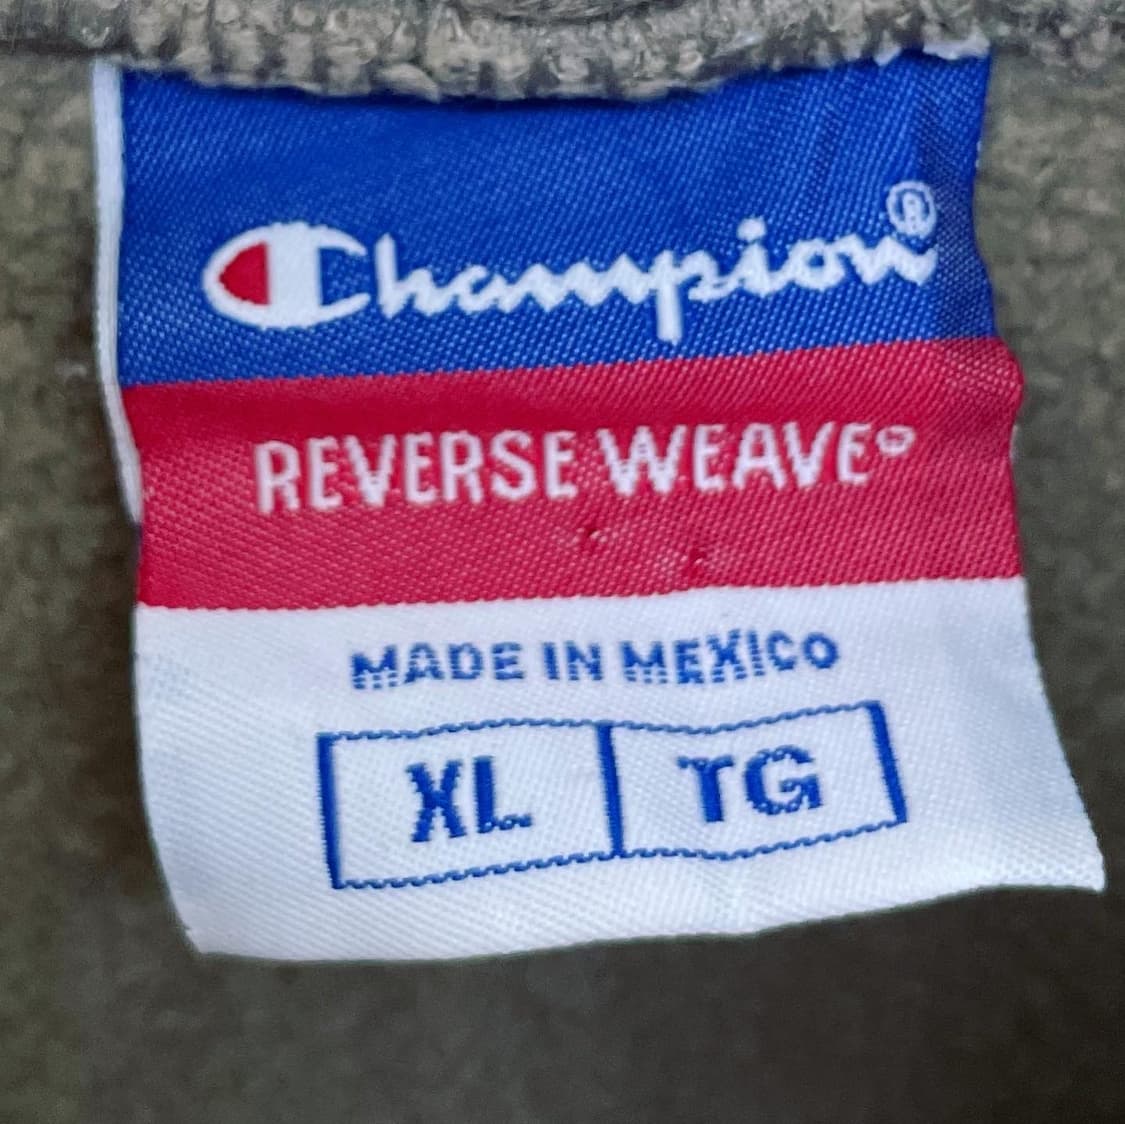 Champion®
REVERSE WEAVE®
MADE IN MEXICO
XL TG